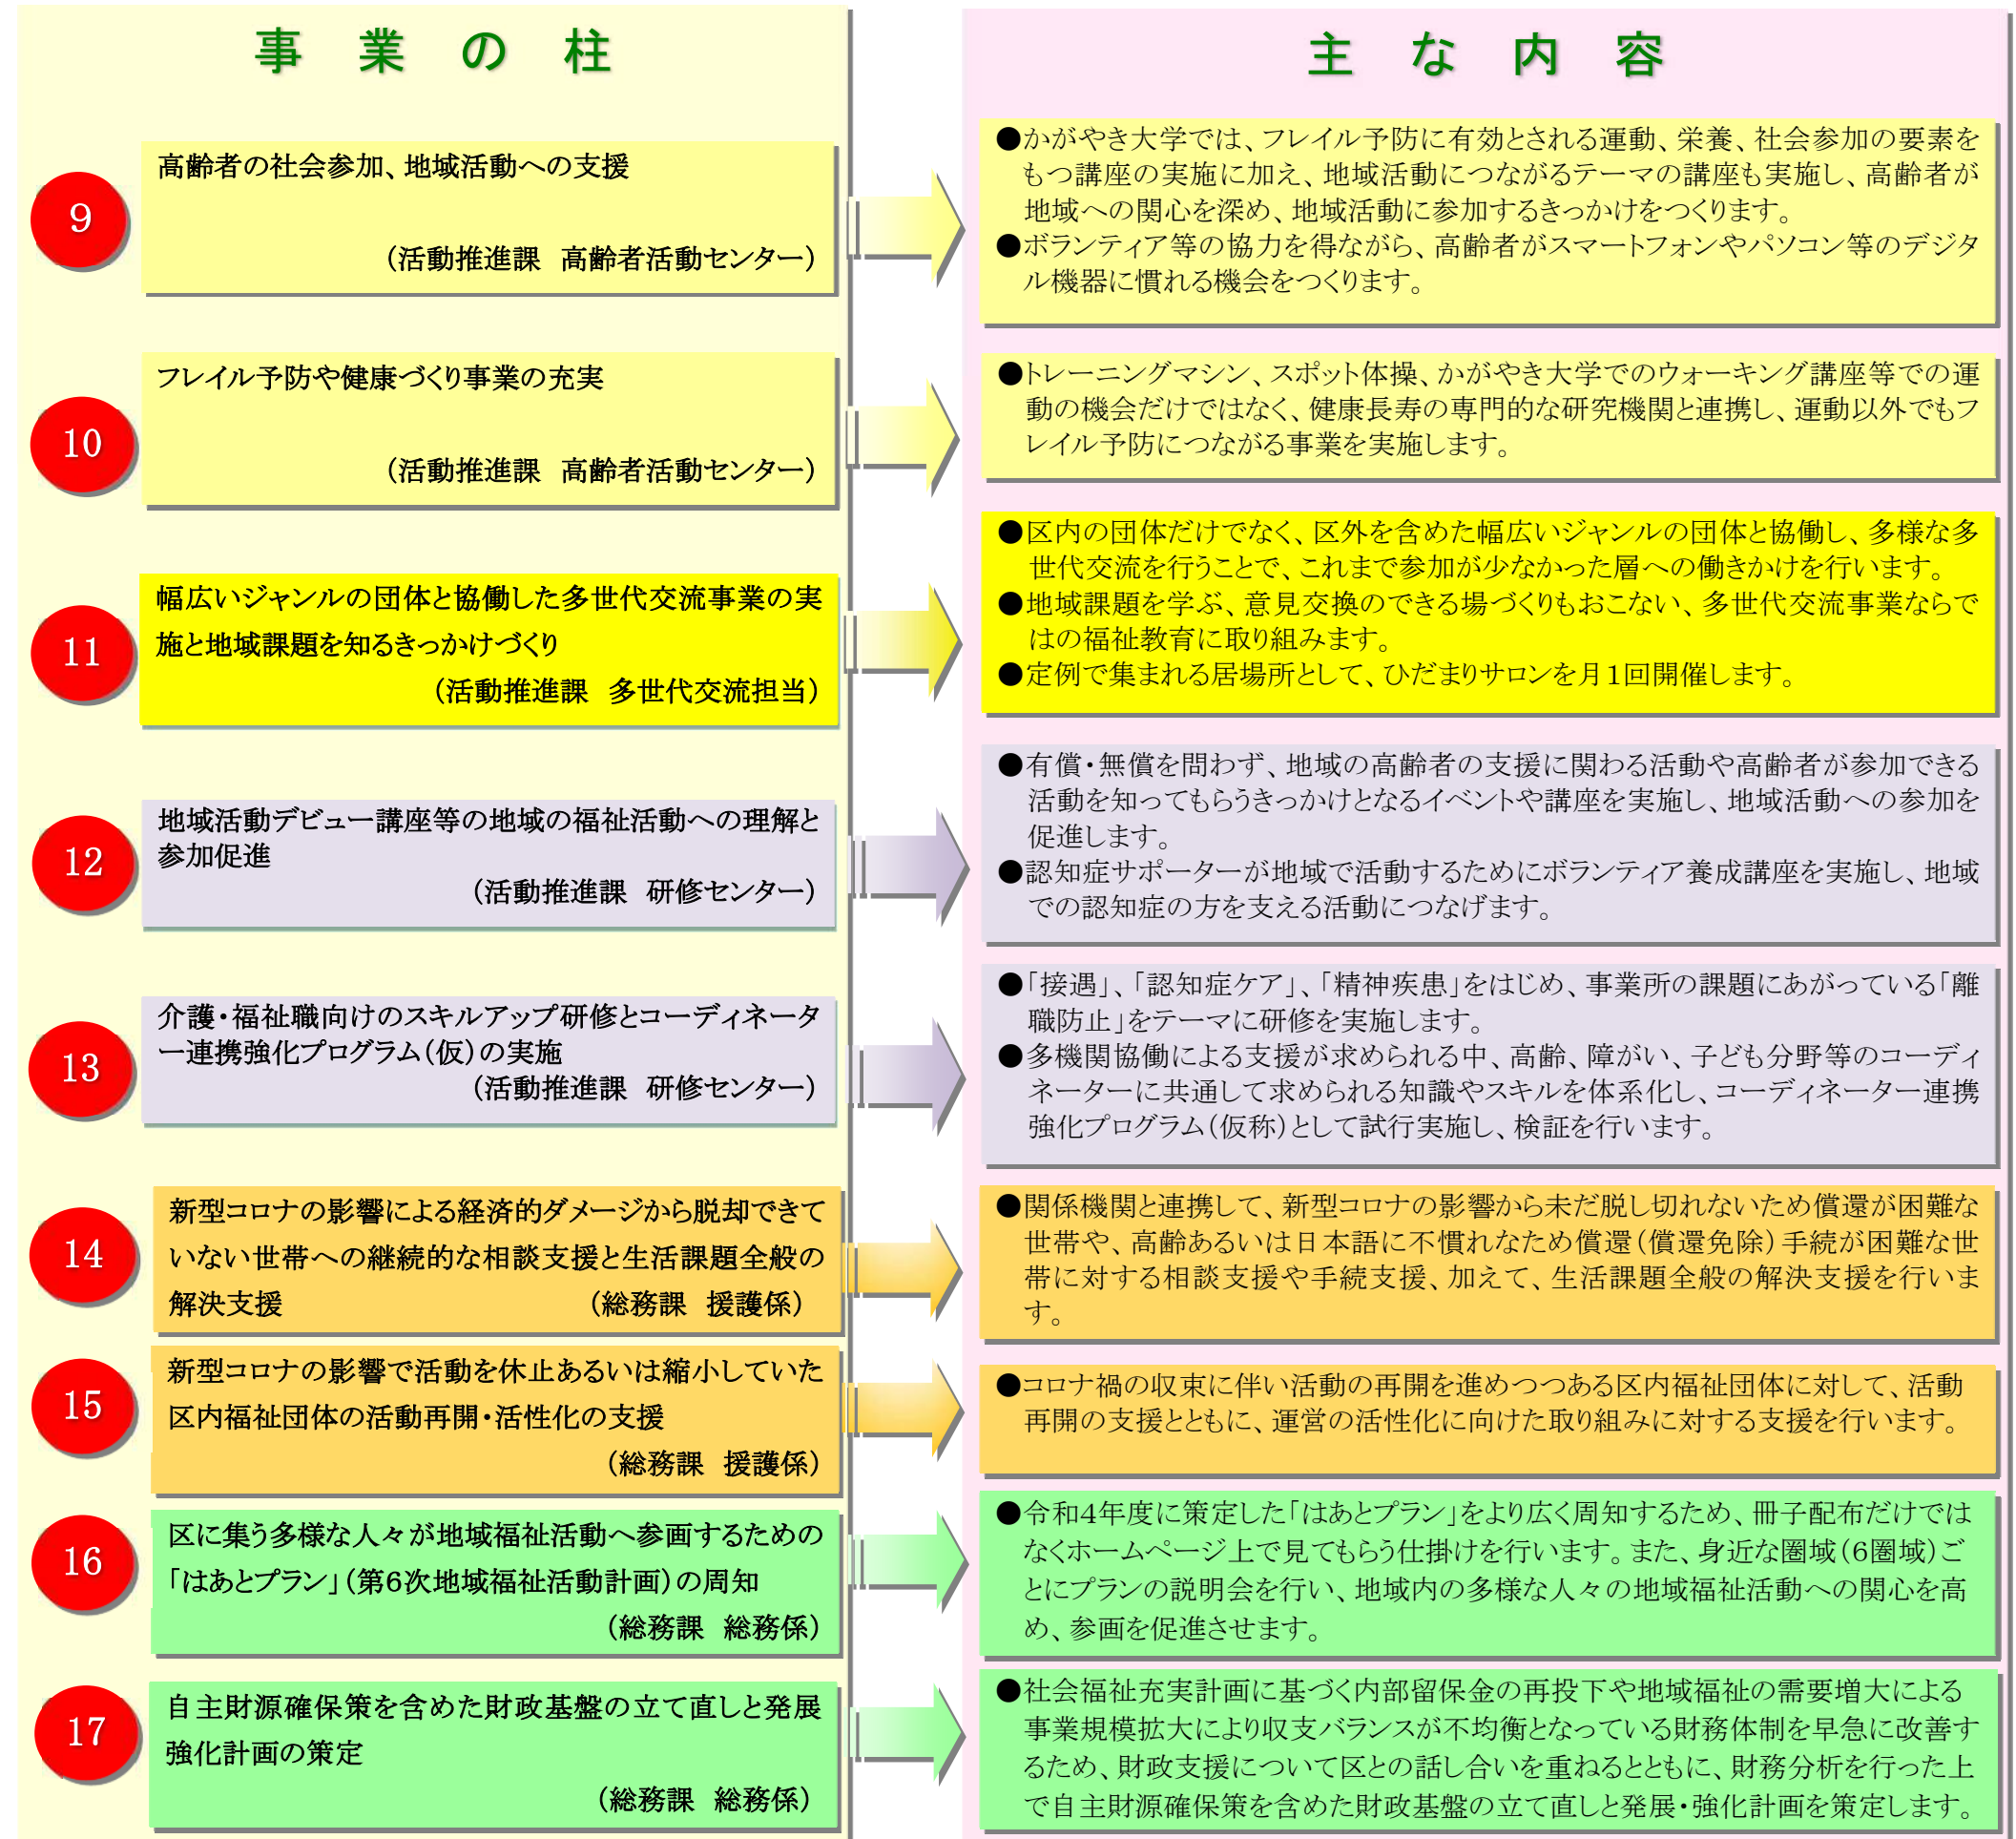 事業の柱
主な内容
9
高齢者の社会参加、地域活動への支援
（活動推進課　高齢者活動センター）
●かがやき大学では、フレイル予防に有効とされる運動、栄養、社会参加の要素を
もつ講座の実施に加え、地域活動につながるテーマの講座も実施し、高齢者が
地域への関心を深め、地域活動に参加するきっかけをつくります。
●ボランティア等の協力を得ながら、高齢者がスマートフォンやパソコン等のデジタ
ル機器に慣れる機会をつくります。
10
フレイル予防や健康づくり事業の充実
（活動推進課　高齢者活動センター）
●トレーニングマシン、スポット体操、かがやき大学でのウォーキング講座等での運
動の機会だけではなく、健康長寿の専門的な研究機関と連携し、運動以外でもフ
レイル予防につながる事業を実施します。
11
幅広いジャンルの団体と協働した多世代交流事業の実
施と地域課題を知るきっかけづくり
（活動推進課　多世代交流担当）
●区内の団体だけでなく、区外を含めた幅広いジャンルの団体と協働し、多様な多
世代交流を行うことで、これまで参加が少なかった層への働きかけを行います。
●地域課題を学ぶ、意見交換のできる場づくりもおこない、多世代交流事業ならで
はの福祉教育に取り組みます。
●定例で集まれる居場所として、ひだまりサロンを月1回開催します。
12
地域活動デビュー講座等の地域の福祉活動への理解と
参加促進
（活動推進課　研修センター）
●有償・無償を問わず、地域の高齢者の支援に関わる活動や高齢者が参加できる
活動を知ってもらうきっかけとなるイベントや講座を実施し、地域活動への参加を
促進します。
●認知症サポーターが地域で活動するためにボランティア養成講座を実施し、地域
での認知症の方を支える活動につなげます。
13
介護・福祉職向けのスキルアップ研修とコーディネータ
ー連携強化プログラム（仮）の実施
（活動推進課　研修センター）
●「接遇」、「認知症ケア」、「精神疾患」をはじめ、事業所の課題にあがっている「離
職防止」をテーマに研修を実施します。
●多機関協働による支援が求められる中、高齢、障がい、子ども分野等のコーディ
ネーターに共通して求められる知識やスキルを体系化し、コーディネーター連携
強化プログラム（仮称）として試行実施し、検証を行います。
14
新型コロナの影響による経済的ダメージから脱却できて
いない世帯への継続的な相談支援と生活課題全般の
解決支援　（総務課　援護係）
●関係機関と連携して、新型コロナの影響から未だ脱し切れないため償還が困難な
世帯や、高齢あるいは日本語に不慣れなため償還（償還免除）手続が困難な世
帯に対する相談支援や手続支援、加えて、生活課題全般の解決支援を行いま
す。
15
新型コロナの影響で活動を休止あるいは縮小していた
区内福祉団体の活動再開・活性化の支援
（総務課　援護係）
●コロナ禍の収束に伴い活動の再開を進めつつある区内福祉団体に対して、活動
再開の支援とともに、運営の活性化に向けた取り組みに対する支援を行います。
16
区に集う多様な人々が地域福祉活動へ参画するための
「はあとプラン」（第6次地域福祉活動計画）の周知
（総務課　総務係）
●令和4年度に策定した「はあとプラン」をより広く周知するため、冊子配布だけでは
なくホームページ上で見てもらう仕掛けを行います。また、身近な圏域（6圏域）ご
とにプランの説明会を行い、地域内の多様な人々の地域福祉活動への関心を高
め、参画を促進させます。
17
自主財源確保策を含めた財政基盤の立て直しと発展
強化計画の策定
（総務課　総務係）
●社会福祉充実計画に基づく内部留保金の再投下や地域福祉の需要増大による
事業規模拡大により収支バランスが不均衡となっている財務体制を早急に改善す
るため、財政支援について区との話し合いを重ねるとともに、財務分析を行った上
で自主財源確保策を含めた財政基盤の立て直しと発展・強化計画を策定します。